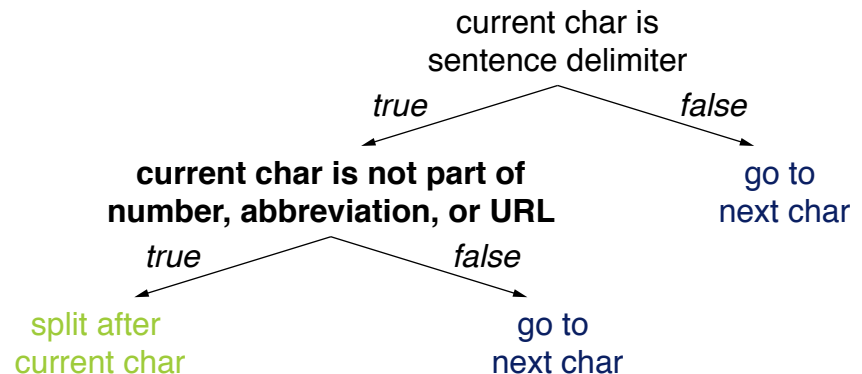 current char is
sentence delimiter
true
false
current char is not part of
number, abbreviation, or URL
go to
next char
true
false
split after
current char
go to
next char